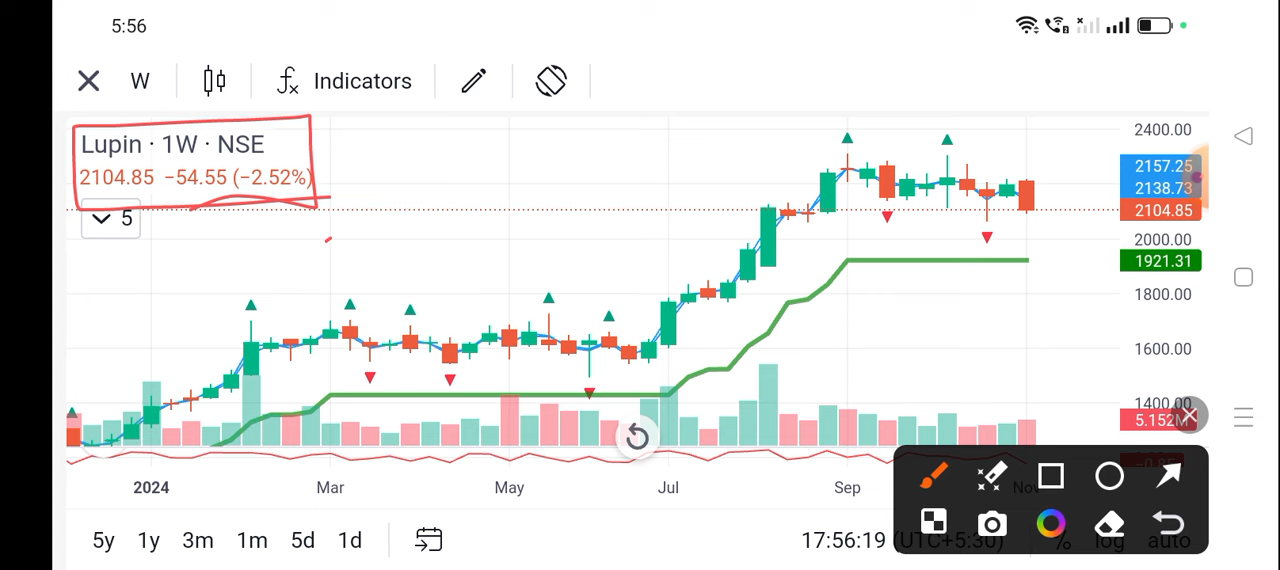 5:56
W
Indicators
Lupin · 1W · NSE
2104.85 −54.55 (−2.52%)
5
2400.00
2157.25
2138.73
2104.85
2000.00
1921.31
1800.00
1600.00
1400.00
5.152M
−0.85
2024 Mar May Jul Sep Nov
5y 1y 3m 1m 5d 1d
17:56:19 (UTC+5:30) % log auto